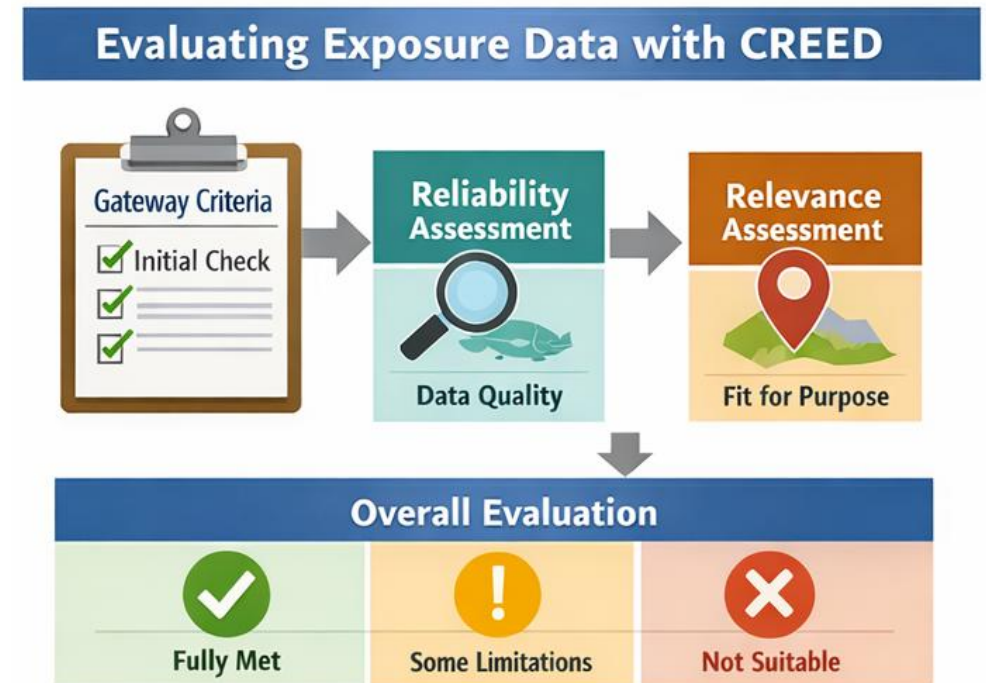 Evaluating Exposure Data with CREED
Gateway Criteria
Initial Check
Reliability
Assessment
Data Quality
Relevance
Assessment
Fit for Purpose
Overall Evaluation
Fully Met
Some Limitations
Not Suitable